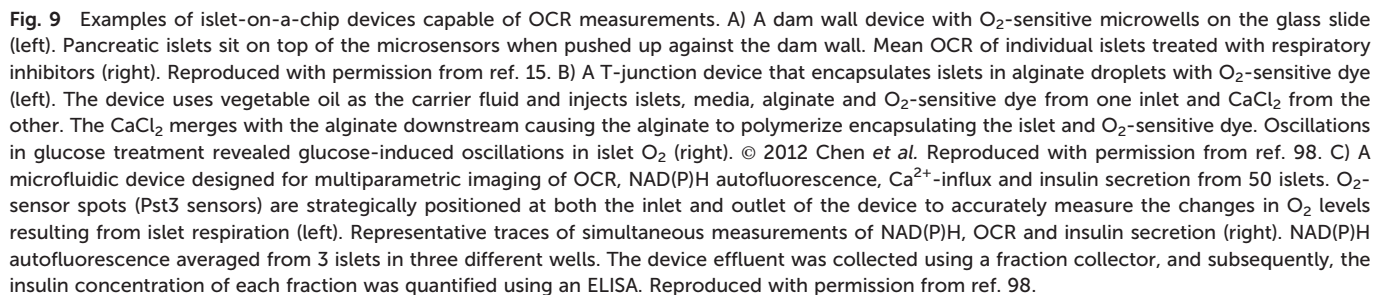 Fig. 9 Examples of islet-on-a-chip devices capable of OCR measurements. A) A dam wall device with O₂-sensitive microwells on the glass slide
(left). Pancreatic islets sit on top of the microsensors when pushed up against the dam wall. Mean OCR of individual islets treated with respiratory
inhibitors (right). Reproduced with permission from ref. 15. B) A T-junction device that encapsulates islets in alginate droplets with O₂-sensitive dye
(left). The device uses vegetable oil as the carrier fluid and injects islets, media, alginate and O₂-sensitive dye from one inlet and CaCl₂ from the
other. The CaCl₂ merges with the alginate downstream causing the alginate to polymerize encapsulating the islet and O₂-sensitive dye. Oscillations
in glucose treatment revealed glucose-induced oscillations in islet O₂ (right). © 2012 Chen et al. Reproduced with permission from ref. 98. C) A
microfluidic device designed for multiparametric imaging of OCR, NAD(P)H autofluorescence, Ca²⁺-influx and insulin secretion from 50 islets. O₂-
sensor spots (Pst3 sensors) are strategically positioned at both the inlet and outlet of the device to accurately measure the changes in O₂ levels
resulting from islet respiration (left). Representative traces of simultaneous measurements of NAD(P)H, OCR and insulin secretion (right). NAD(P)H
autofluorescence averaged from 3 islets in three different wells. The device effluent was collected using a fraction collector, and subsequently, the
insulin concentration of each fraction was quantified using an ELISA. Reproduced with permission from ref. 98.